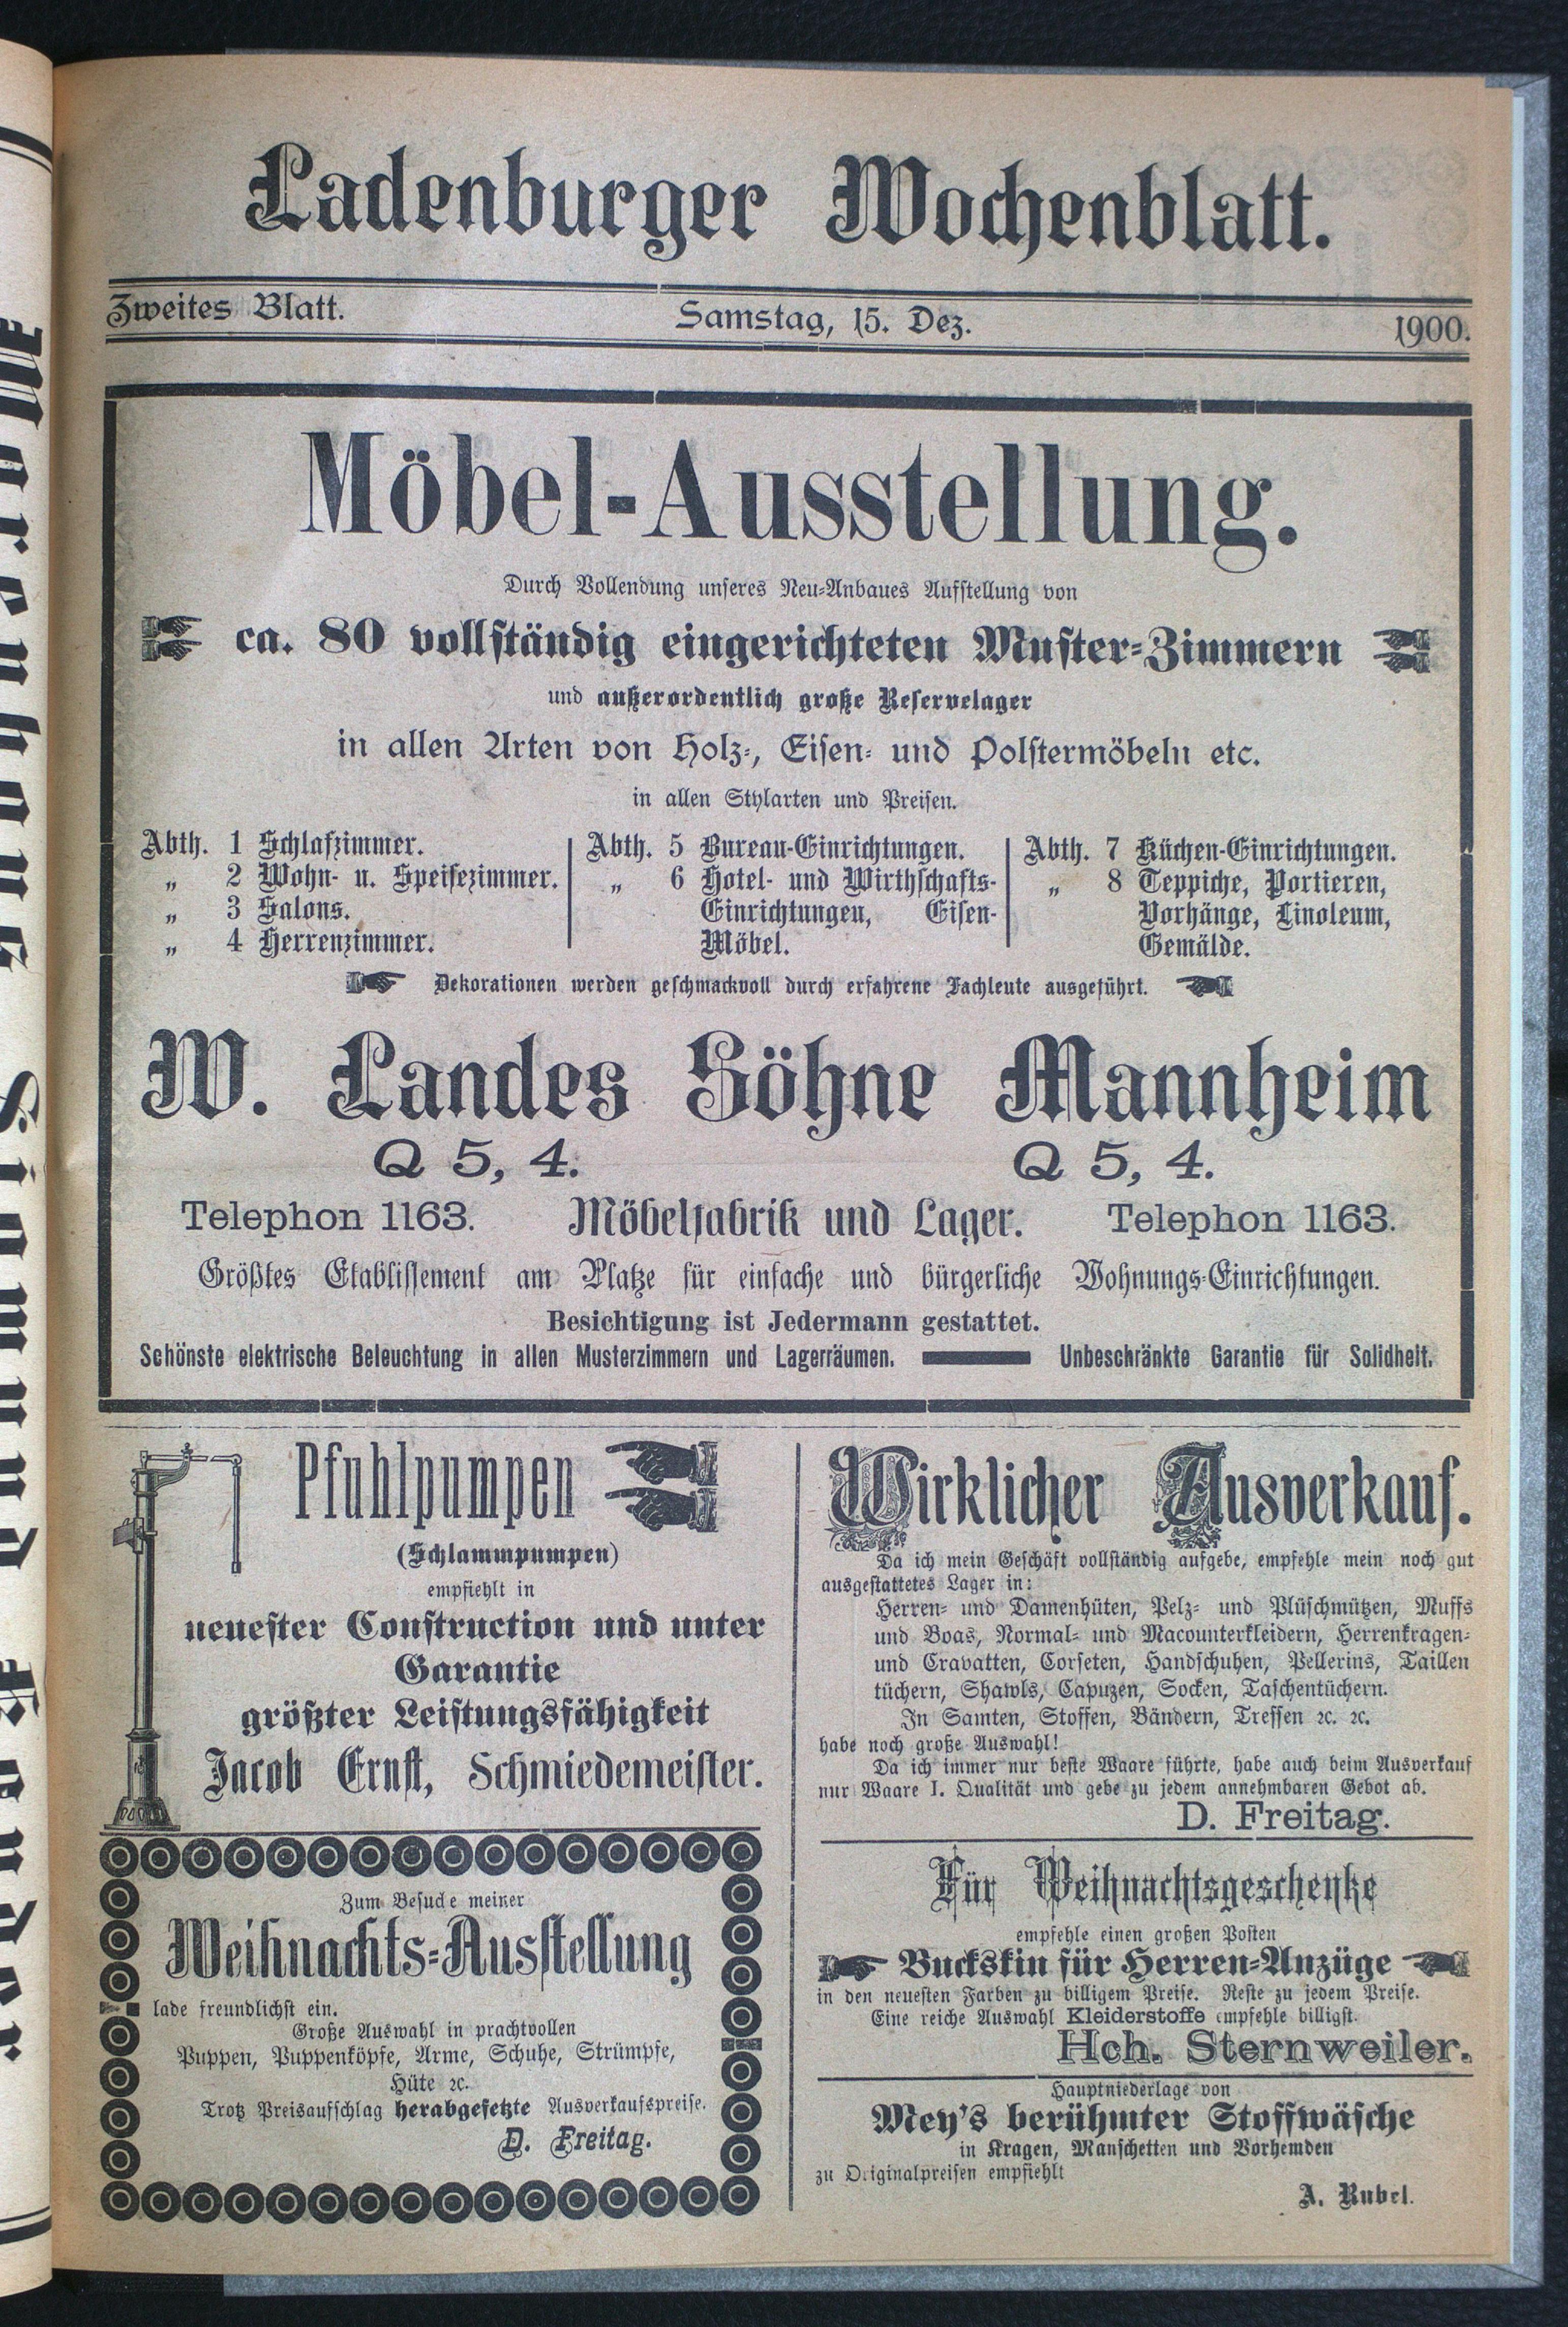 Ladenburger Wochenblatt.
Zweites Blatt. Samstag, 15. Dez. 1900.
Möbel-Ausstellung.
Durch Vollendung unseres Neu-Anbaues Aufstellung von
ca. 80 vollständig eingerichteten Muster-Zimmern
und außerordentlich große Reservelager
in allen Arten von Holz-, Eisen- und Polstermöbeln etc.
in allen Stylarten und Preisen.
Abth. 1 Schlafzimmer.
„ 2 Wohn- u. Speisezimmer.
„ 3 Salons.
„ 4 Herrenzimmer.
Abth. 5 Bureau-Einrichtungen.
„ 6 Hotel- und Wirthschafts-
Einrichtungen, Eisen-
Möbel.
Abth. 7 Küchen-Einrichtungen.
„ 8 Teppiche, Portieren,
Vorhänge, Linoleum,
Gemälde.
Dekorationen werden geschmackvoll durch erfahrene Fachleute ausgeführt.
W. Landes Söhne Mannheim
Q 5, 4. Q 5, 4.
Telephon 1163. Möbelfabrik und Lager. Telephon 1163.
Größtes Etablissement am Platze für einfache und bürgerliche Wohnungs-Einrichtungen.
Besichtigung ist Jedermann gestattet.
Schönste elektrische Beleuchtung in allen Musterzimmern und Lagerräumen. Unbeschränkte Garantie für Solidheit.
Pfuhlpumpen
(Schlammpumpen)
empfiehlt in
neuester Construction und unter
Garantie
größter Leistungsfähigkeit
Jacob Ernst, Schmiedemeister.
Zum Besuche meiner
Weihnachts-Ausstellung
lade freundlichst ein.
Große Auswahl in prachtvollen
Puppen, Puppenköpfe, Arme, Schuhe, Strümpfe,
Hüte ꝛc.
Trotz Preisaufschlag herabgesetzte Ausverkaufspreise.
D. Freitag.
Wirklicher Ausverkauf.
Da ich mein Geschäft vollständig aufgebe, empfehle mein noch gut
ausgestattetes Lager in:
Herren- und Damenhüten, Pelz- und Plüschmützen, Muffs
und Boas, Normal- und Macounterkleidern, Herrenkragen-
und Cravatten, Corseten, Handschuhen, Pellerins, Taillen
tüchern, Shawls, Capuzen, Socken, Taschentüchern.
In Samten, Stoffen, Bändern, Tressen ꝛc. ꝛc.
habe noch große Auswahl!
Da ich immer nur beste Waare führte, habe auch beim Ausverkauf
nur Waare I. Qualität und gebe zu jedem annehmbaren Gebot ab.
D. Freitag.
Für Weihnachtsgeschenke
empfehle einen großen Posten
Buckskin für Herren-Anzüge
in den neuesten Farben zu billigem Preise. Reste zu jedem Preise.
Eine reiche Auswahl Kleiderstoffe empfehle billigst.
Hch. Sternweiler.
Hauptniederlage von
Mey's berühmter Stoffwäsche
in Kragen, Manschetten und Vorhemden
zu Originalpreisen empfiehlt
A. Rubel.